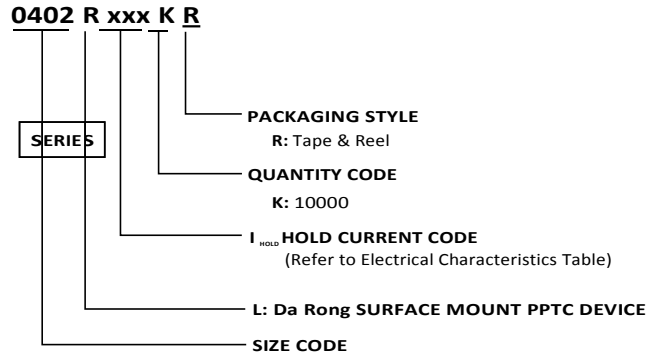 0402 R xxx K R
PACKAGING STYLE
R: Tape & Reel
SERIES
QUANTITY CODE
K: 10000
I HOLD HOLD CURRENT CODE
(Refer to Electrical Characteristics Table)
L: Da Rong SURFACE MOUNT PPTC DEVICE
SIZE CODE